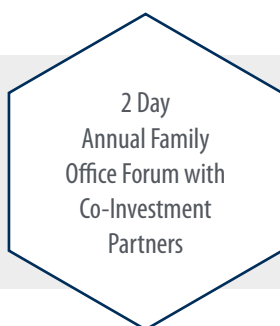 2 Day
Annual Family
Office Forum with
Co-Investment
Partners